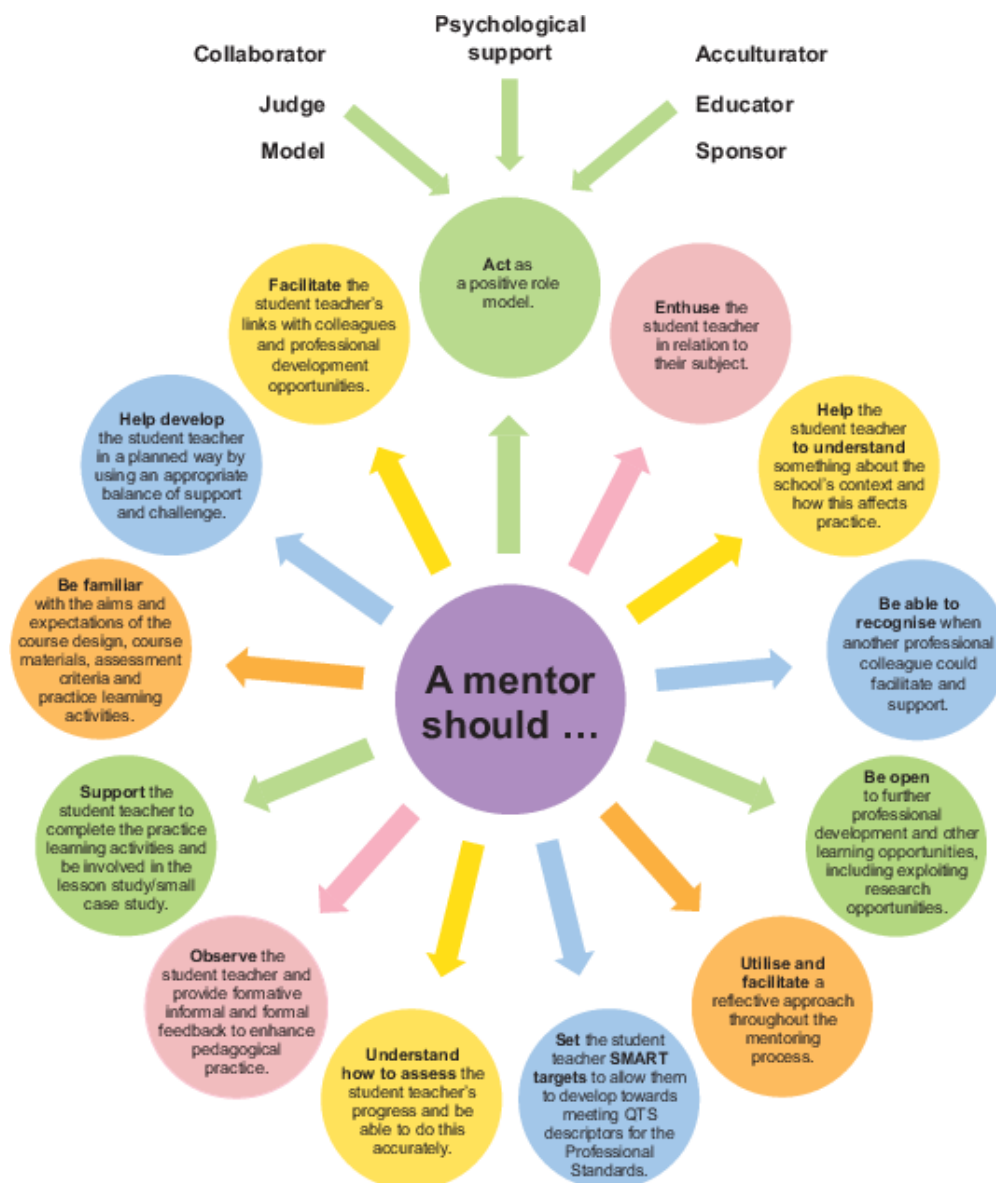 Psychological
support
Collaborator
Judge
Model
Acculturator
Educator
Sponsor
Act as
a positive role
model.
Enthuse the
student teacher
in relation to
their subject.
Help the
student teacher
to understand
something about the
school's context and
how this affects
practice.
Be able to
recognise when
another professional
colleague could
facilitate and
support.
Be open
to further
professional
development and other
learning opportunities,
including exploiting
research
opportunities.
Utilise and
facilitate a
reflective approach
throughout the
mentoring
process.
Set the student
teacher SMART
targets to allow them
to develop towards
meeting QTS
descriptors for the
Professional
Standards.
Understand
how to assess the
student teacher's
progress and be
able to do this
accurately.
Observe the
student teacher and
provide formative
informal and formal
feedback to enhance
pedagogical
practice.
Support the
student teacher to
complete the practice
learning activities and
be involved in the
lesson study/small
case study.
Be familiar
with the aims and
expectations of the
course design, course
materials, assessment
criteria and
practice learning
activities.
Help develop
the student teacher
in a planned way by
using an appropriate
balance of support
and challenge.
Facilitate the
student teacher's
links with colleagues
and professional
development
opportunities.
A mentor
should ...